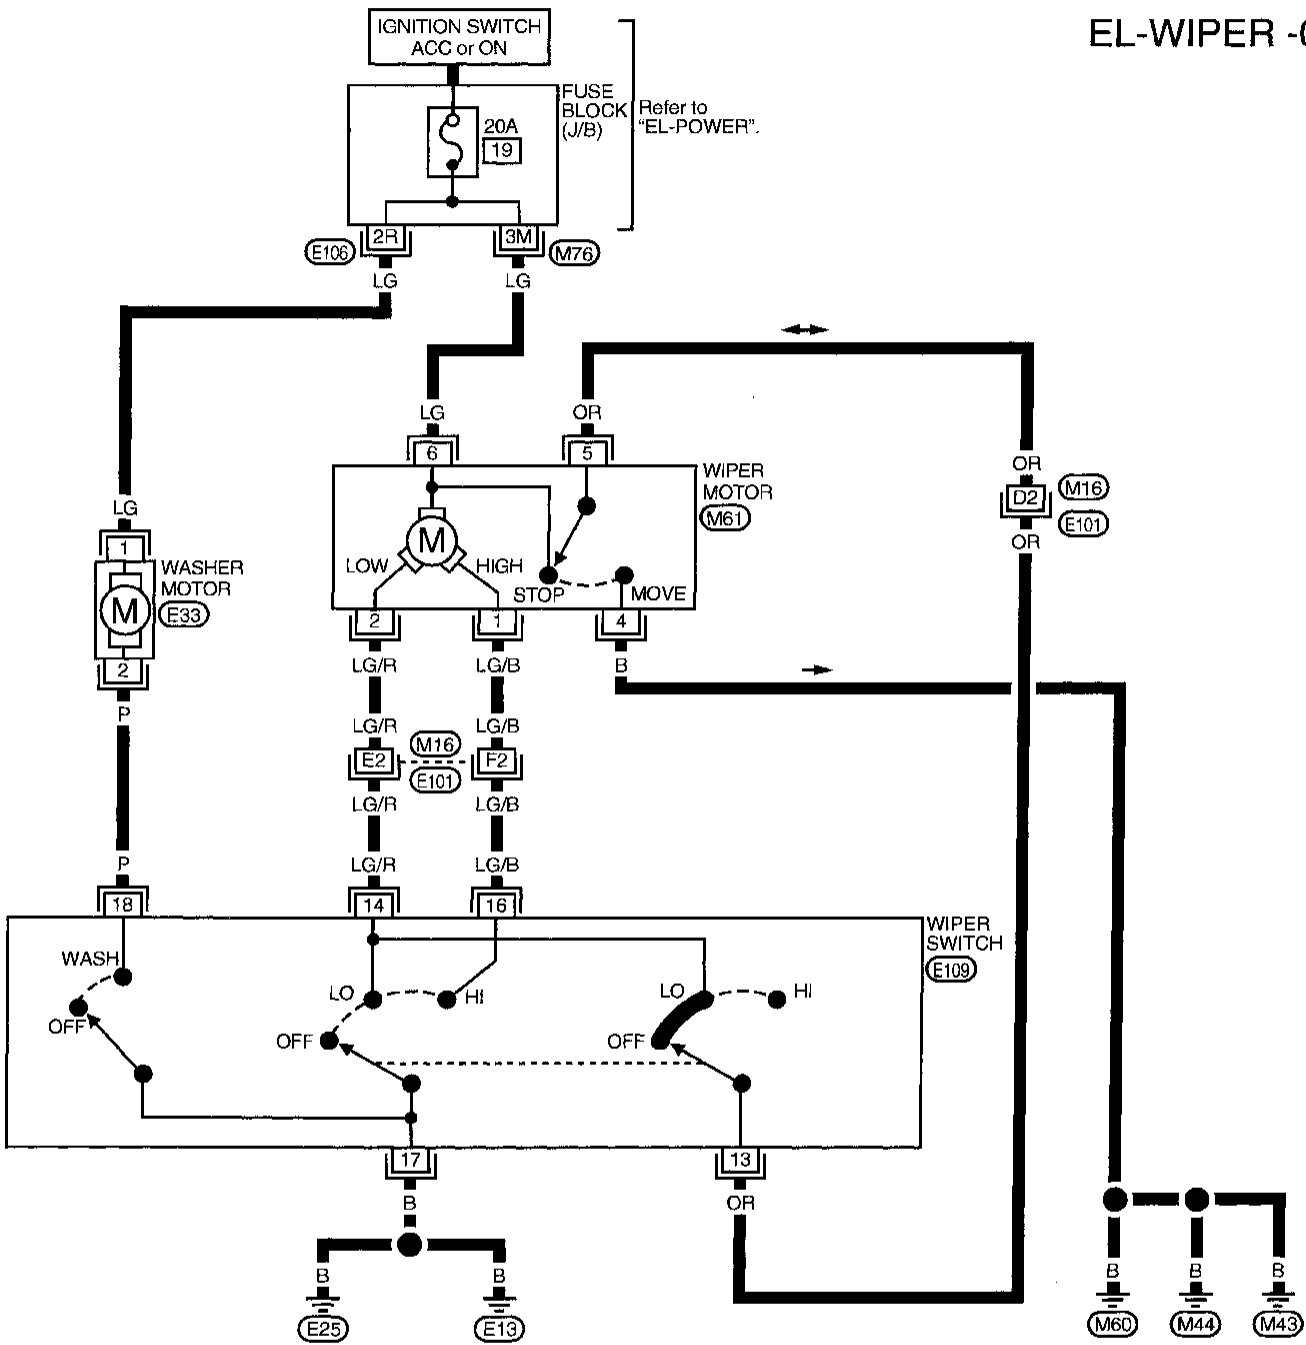 EL-WIPER -
IGNITION SWITCH
ACC or ON
FUSE
BLOCK
(J/B)
Refer to
"EL-POWER".
20A
19
2R
3M
E106
M76
LG
LG
LG
OR
6
5
WIPER
MOTOR
M61
OR
D2
M16
E101
OR
LG
1
WASHER
MOTOR
E33
M
2
P
M
LOW
HIGH
STOP
MOVE
2
1
4
LG/R
LG/B
B
LG/R
LG/B
E2
M16
E101
F2
LG/R
LG/B
LG/R
LG/B
P
18
14
16
WIPER
SWITCH
E109
WASH
OFF
LO
HI
OFF
LO
HI
OFF
17
13
B
OR
B
B
E25
E13
B
B
B
M60
M44
M43